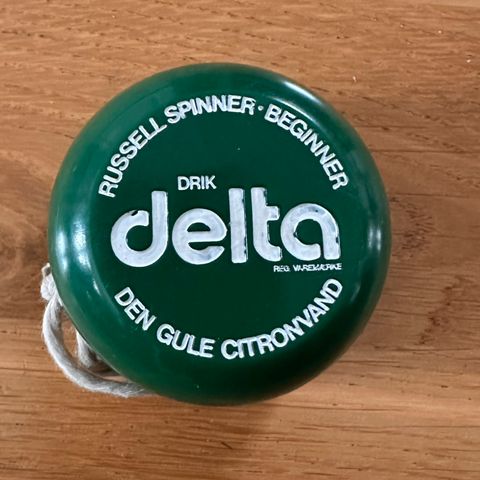 RUSSELL SPINNER · BEGINNER
DRIK
delta
REG. VAREMÆRKE
DEN GULE CITRONVAND